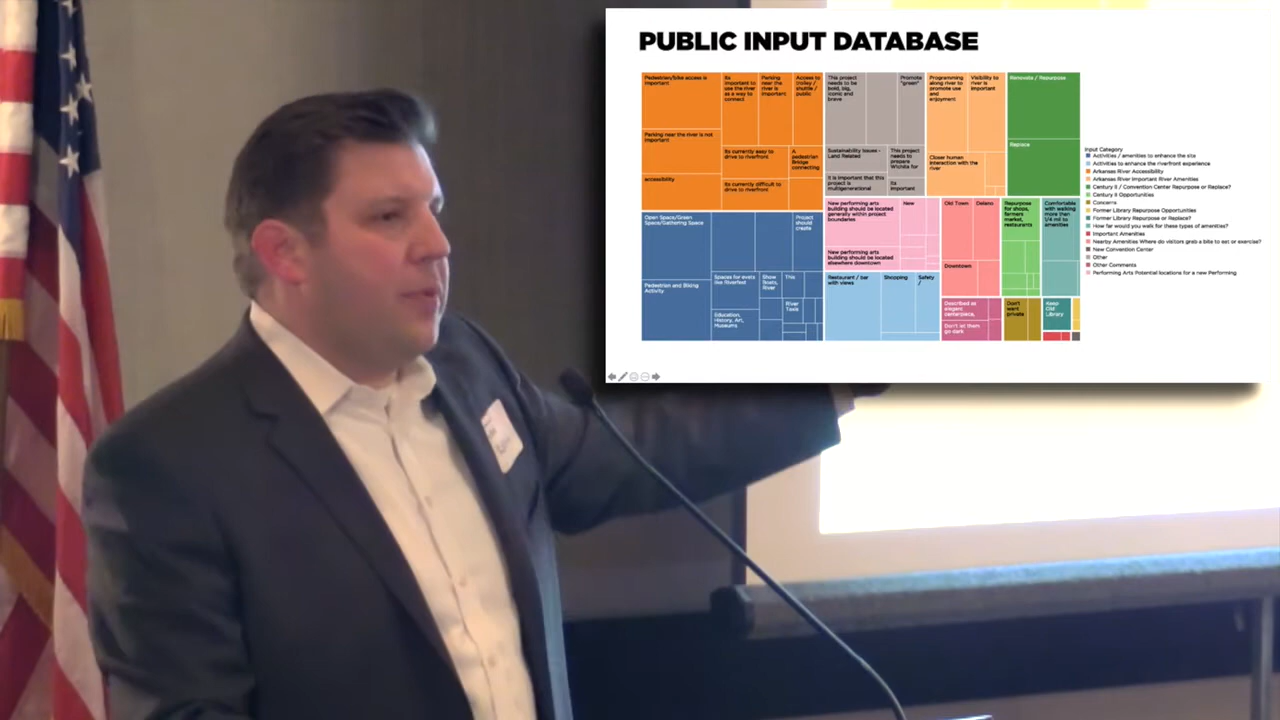 PUBLIC INPUT DATABASE
Pedestrian/bike access is
important
Its
important to
use the river
as a way to
connect
Parking
near the
river is
important
Access to
trolley /
shuttle /
public
Parking near the river is not
important
Its currently easy to
drive to riverfront
A
pedestrian
Bridge
connecting
accessibility
Its currently difficult to
drive to riverfront
This project
needs to be
bold, big,
iconic and
brave
Promote
"green"
Sustainability Issues -
Land Related
This project
needs to
prepare
Wichita for
It is important that this
project is
multigenerational
Its
important
Programming
along river to
promote use
and
enjoyment
Visibility to
river is
important
Closer human
interaction with the
river
Renovate / Repurpose
Replace
Open Space/Green
Space/Gathering Space
Project
should
create
Pedestrian and Biking
Activity
Spaces for evets
like Riverfest
Show
Boats,
River
This
River
Taxis
Education,
History, Art,
Museums
New performing arts
building should be located
generally within project
boundaries
New
New performing arts
building should be located
elsewhere downtown
Restaurant / bar
with views
Shopping
Safety
/
Old Town
Delano
Downtown
Repurpose
for shops,
farmers
market,
restaurants
Comfortable
with walking
more than
1/4 mil to
amenities
Described as
elegant
centerpiece,
Don't let them
go dark
Don't
want
private
Keep
Old
Library
Input Category
Activities / amenities to enhance the site
Activities to enhance the riverfront experience
Arkansas River Accessibility
Arkansas River Important River Amenities
Century II / Convention Center Repurpose or Replace?
Century II Opportunities
Concerns
Former Library Repurpose Opportunities
Former Library Repurpose or Replace?
How far would you walk for these types of amenities?
Important Amenities
Nearby Amenities Where do visitors grab a bite to eat or exercise?
New Convention Center
Other
Other Comments
Performing Arts Potential locations for a new Performing